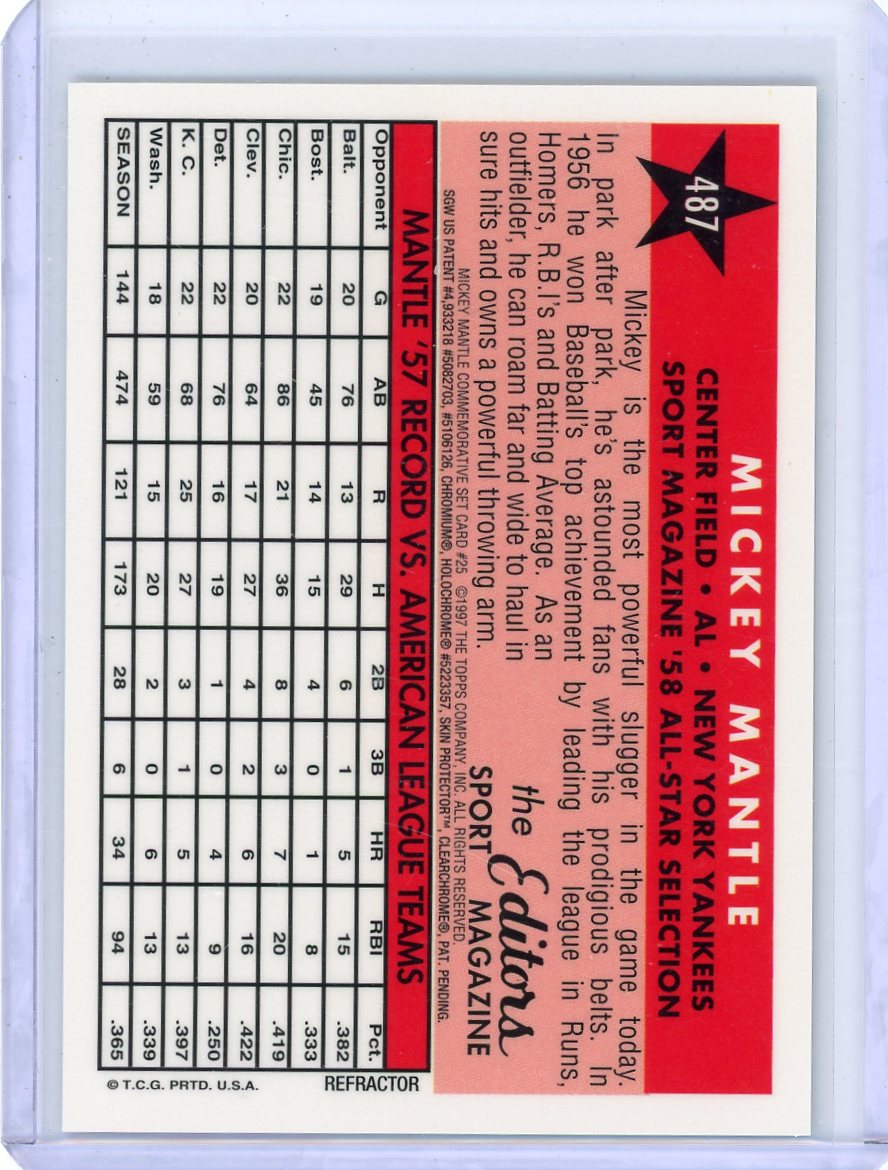 487
MICKEY MANTLE
CENTER FIELD • AL • NEW YORK YANKEES
SPORT MAGAZINE '58 ALL-STAR SELECTION
Mickey is the most powerful slugger in the game today.
In park after park, he's astounded fans with his prodigious belts. In
1956 he won Baseball's top achievement by leading the league in Runs,
Homers, R.B.I's and Batting Average. As an
outfielder, he can roam far and wide to haul in
sure hits and owns a powerful throwing arm.
the Editors
SPORT MAGAZINE
MICKEY MANTLE COMMEMORATIVE SET CARD #25 ©1997 THE TOPPS COMPANY, INC. ALL RIGHTS RESERVED.
SGW US PATENT #4,933218 #5082703, #5106126, CHROMIUM®, HOLOCHROME® #5223357, SKIN PROTECTOR™, CLEARCHROME®, PAT. PENDING.
MANTLE '57 RECORD VS. AMERICAN LEAGUE TEAMS
Opponent G AB R H 2B 3B HR RBI Pct.
Balt. 20 76 13 29 6 1 5 15 .382
Bost. 19 45 14 15 4 0 1 8 .333
Chic. 22 86 21 36 8 3 7 20 .419
Clev. 20 64 17 27 4 2 6 16 .422
Det. 22 76 16 19 1 0 4 9 .250
K. C. 22 68 25 27 3 1 5 13 .397
Wash. 18 59 15 20 2 0 6 13 .339
SEASON 144 474 121 173 28 6 34 94 .365
REFRACTOR
© T.C.G. PRTD. U.S.A.